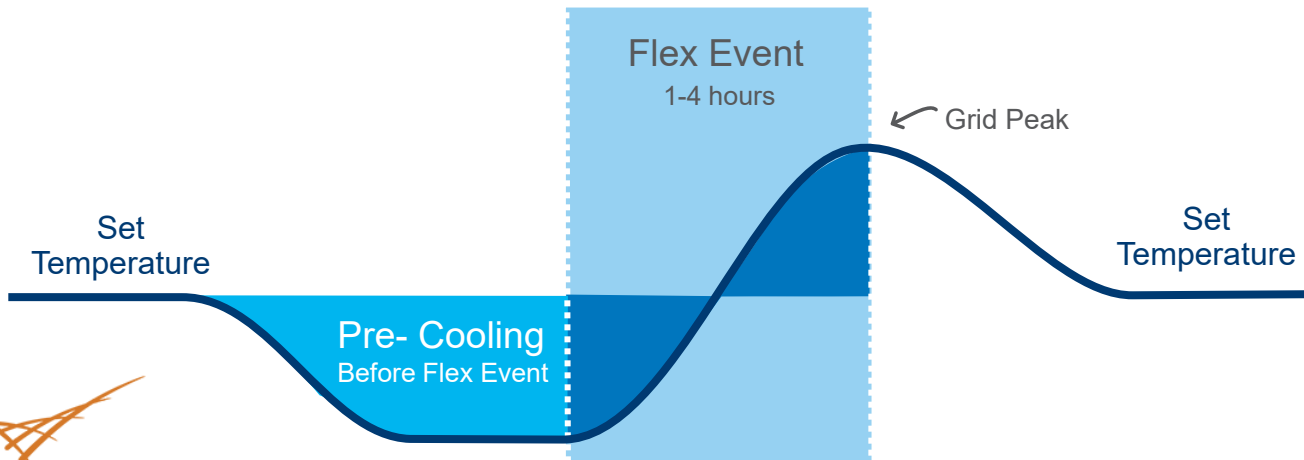 Flex Event
1-4 hours
Grid Peak
Set
Temperature
Set
Temperature
Pre- Cooling
Before Flex Event